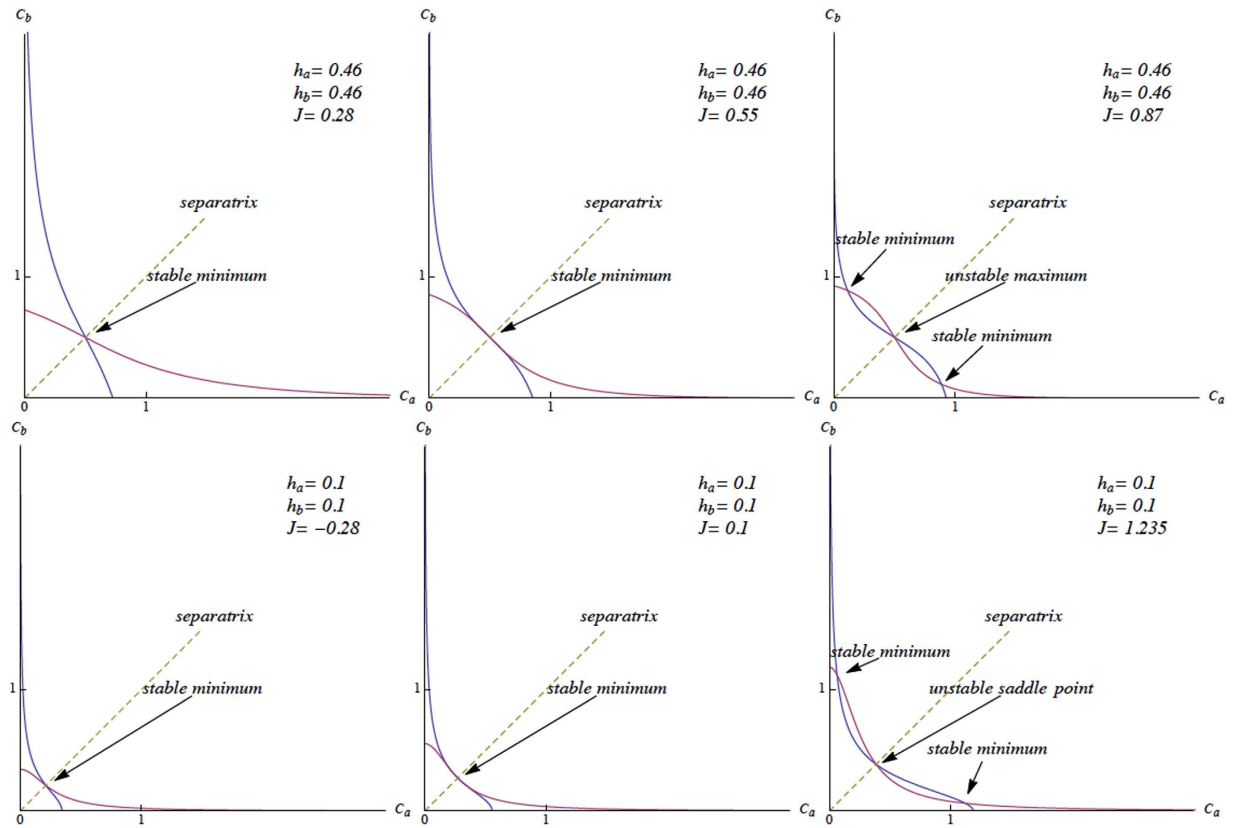 C_b
h_a= 0.46
h_b= 0.46
J= 0.28
separatrix
1
stable minimum
0
1
C_a
C_b
h_a= 0.46
h_b= 0.46
J= 0.55
separatrix
1
stable minimum
0
1
C_a
C_b
h_a= 0.46
h_b= 0.46
J= 0.87
separatrix
stable minimum
1
unstable maximum
stable minimum
0
1
C_a
C_b
h_a= 0.1
h_b= 0.1
J= −0.28
separatrix
1
stable minimum
0
1
C_a
C_b
h_a= 0.1
h_b= 0.1
J= 0.1
separatrix
1
stable minimum
0
1
C_a
C_b
h_a= 0.1
h_b= 0.1
J= 1.235
separatrix
stable minimum
1
unstable saddle point
stable minimum
0
1
C_a